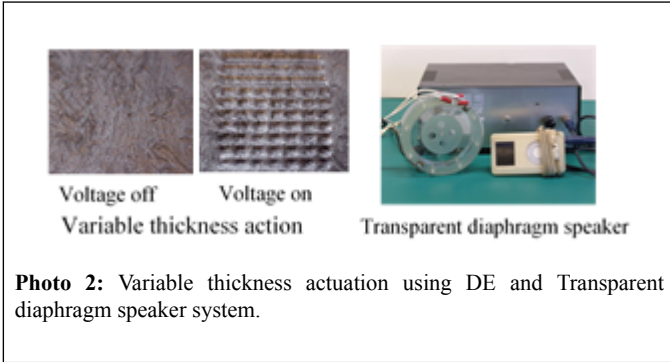 Voltage off Voltage on
Variable thickness action Transparent diaphragm speaker
Photo 2: Variable thickness actuation using DE and Transparent
diaphragm speaker system.